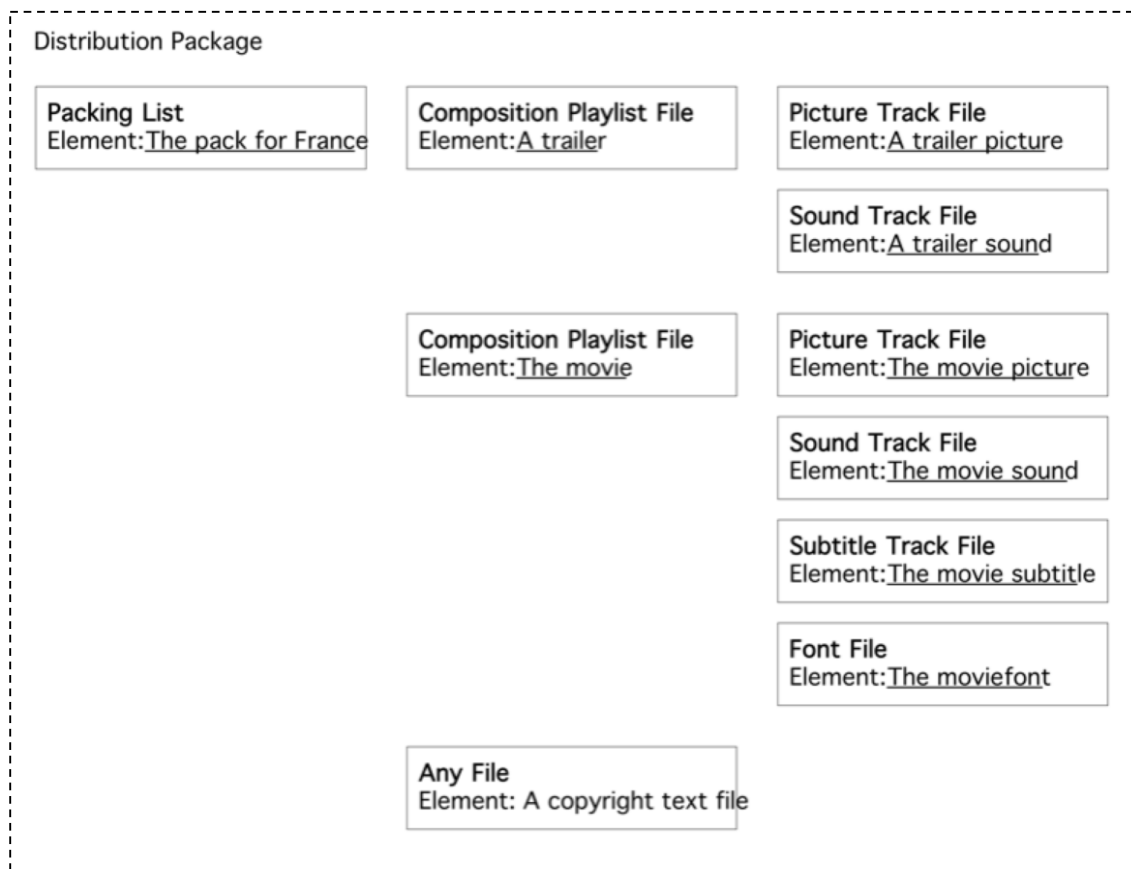 Distribution Package
Packing List
Element:The pack for France
Composition Playlist File
Element:A trailer
Picture Track File
Element:A trailer picture
Sound Track File
Element:A trailer sound
Composition Playlist File
Element:The movie
Picture Track File
Element:The movie picture
Sound Track File
Element:The movie sound
Subtitle Track File
Element:The movie subtitle
Font File
Element:The moviefont
Any File
Element: A copyright text file